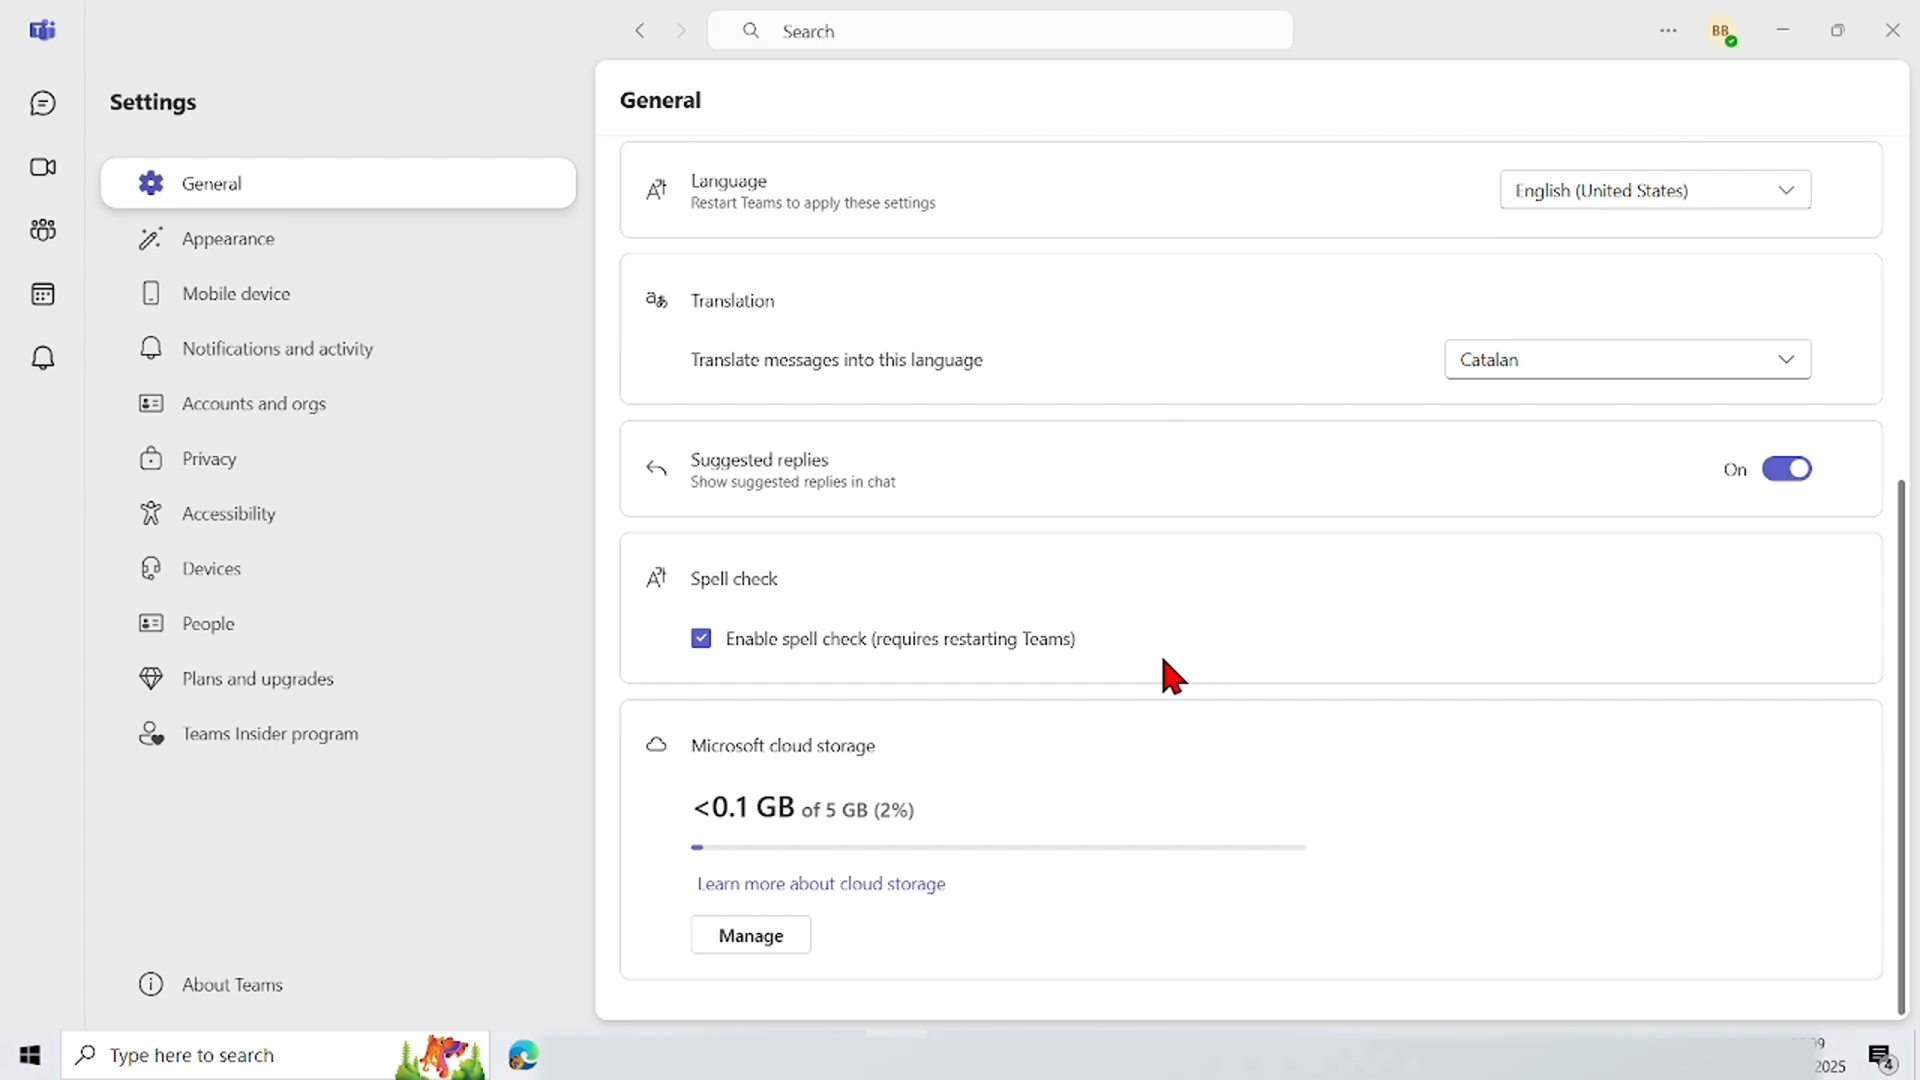 Search
BB
Settings
General
Appearance
Mobile device
Notifications and activity
Accounts and orgs
Privacy
Accessibility
Devices
People
Plans and upgrades
Teams Insider program
About Teams
General
Language
Restart Teams to apply these settings
English (United States)
Translation
Translate messages into this language
Catalan
Suggested replies
Show suggested replies in chat
On
Spell check
Enable spell check (requires restarting Teams)
Microsoft cloud storage
<0.1 GB of 5 GB (2%)
Learn more about cloud storage
Manage
Type here to search
2025
4